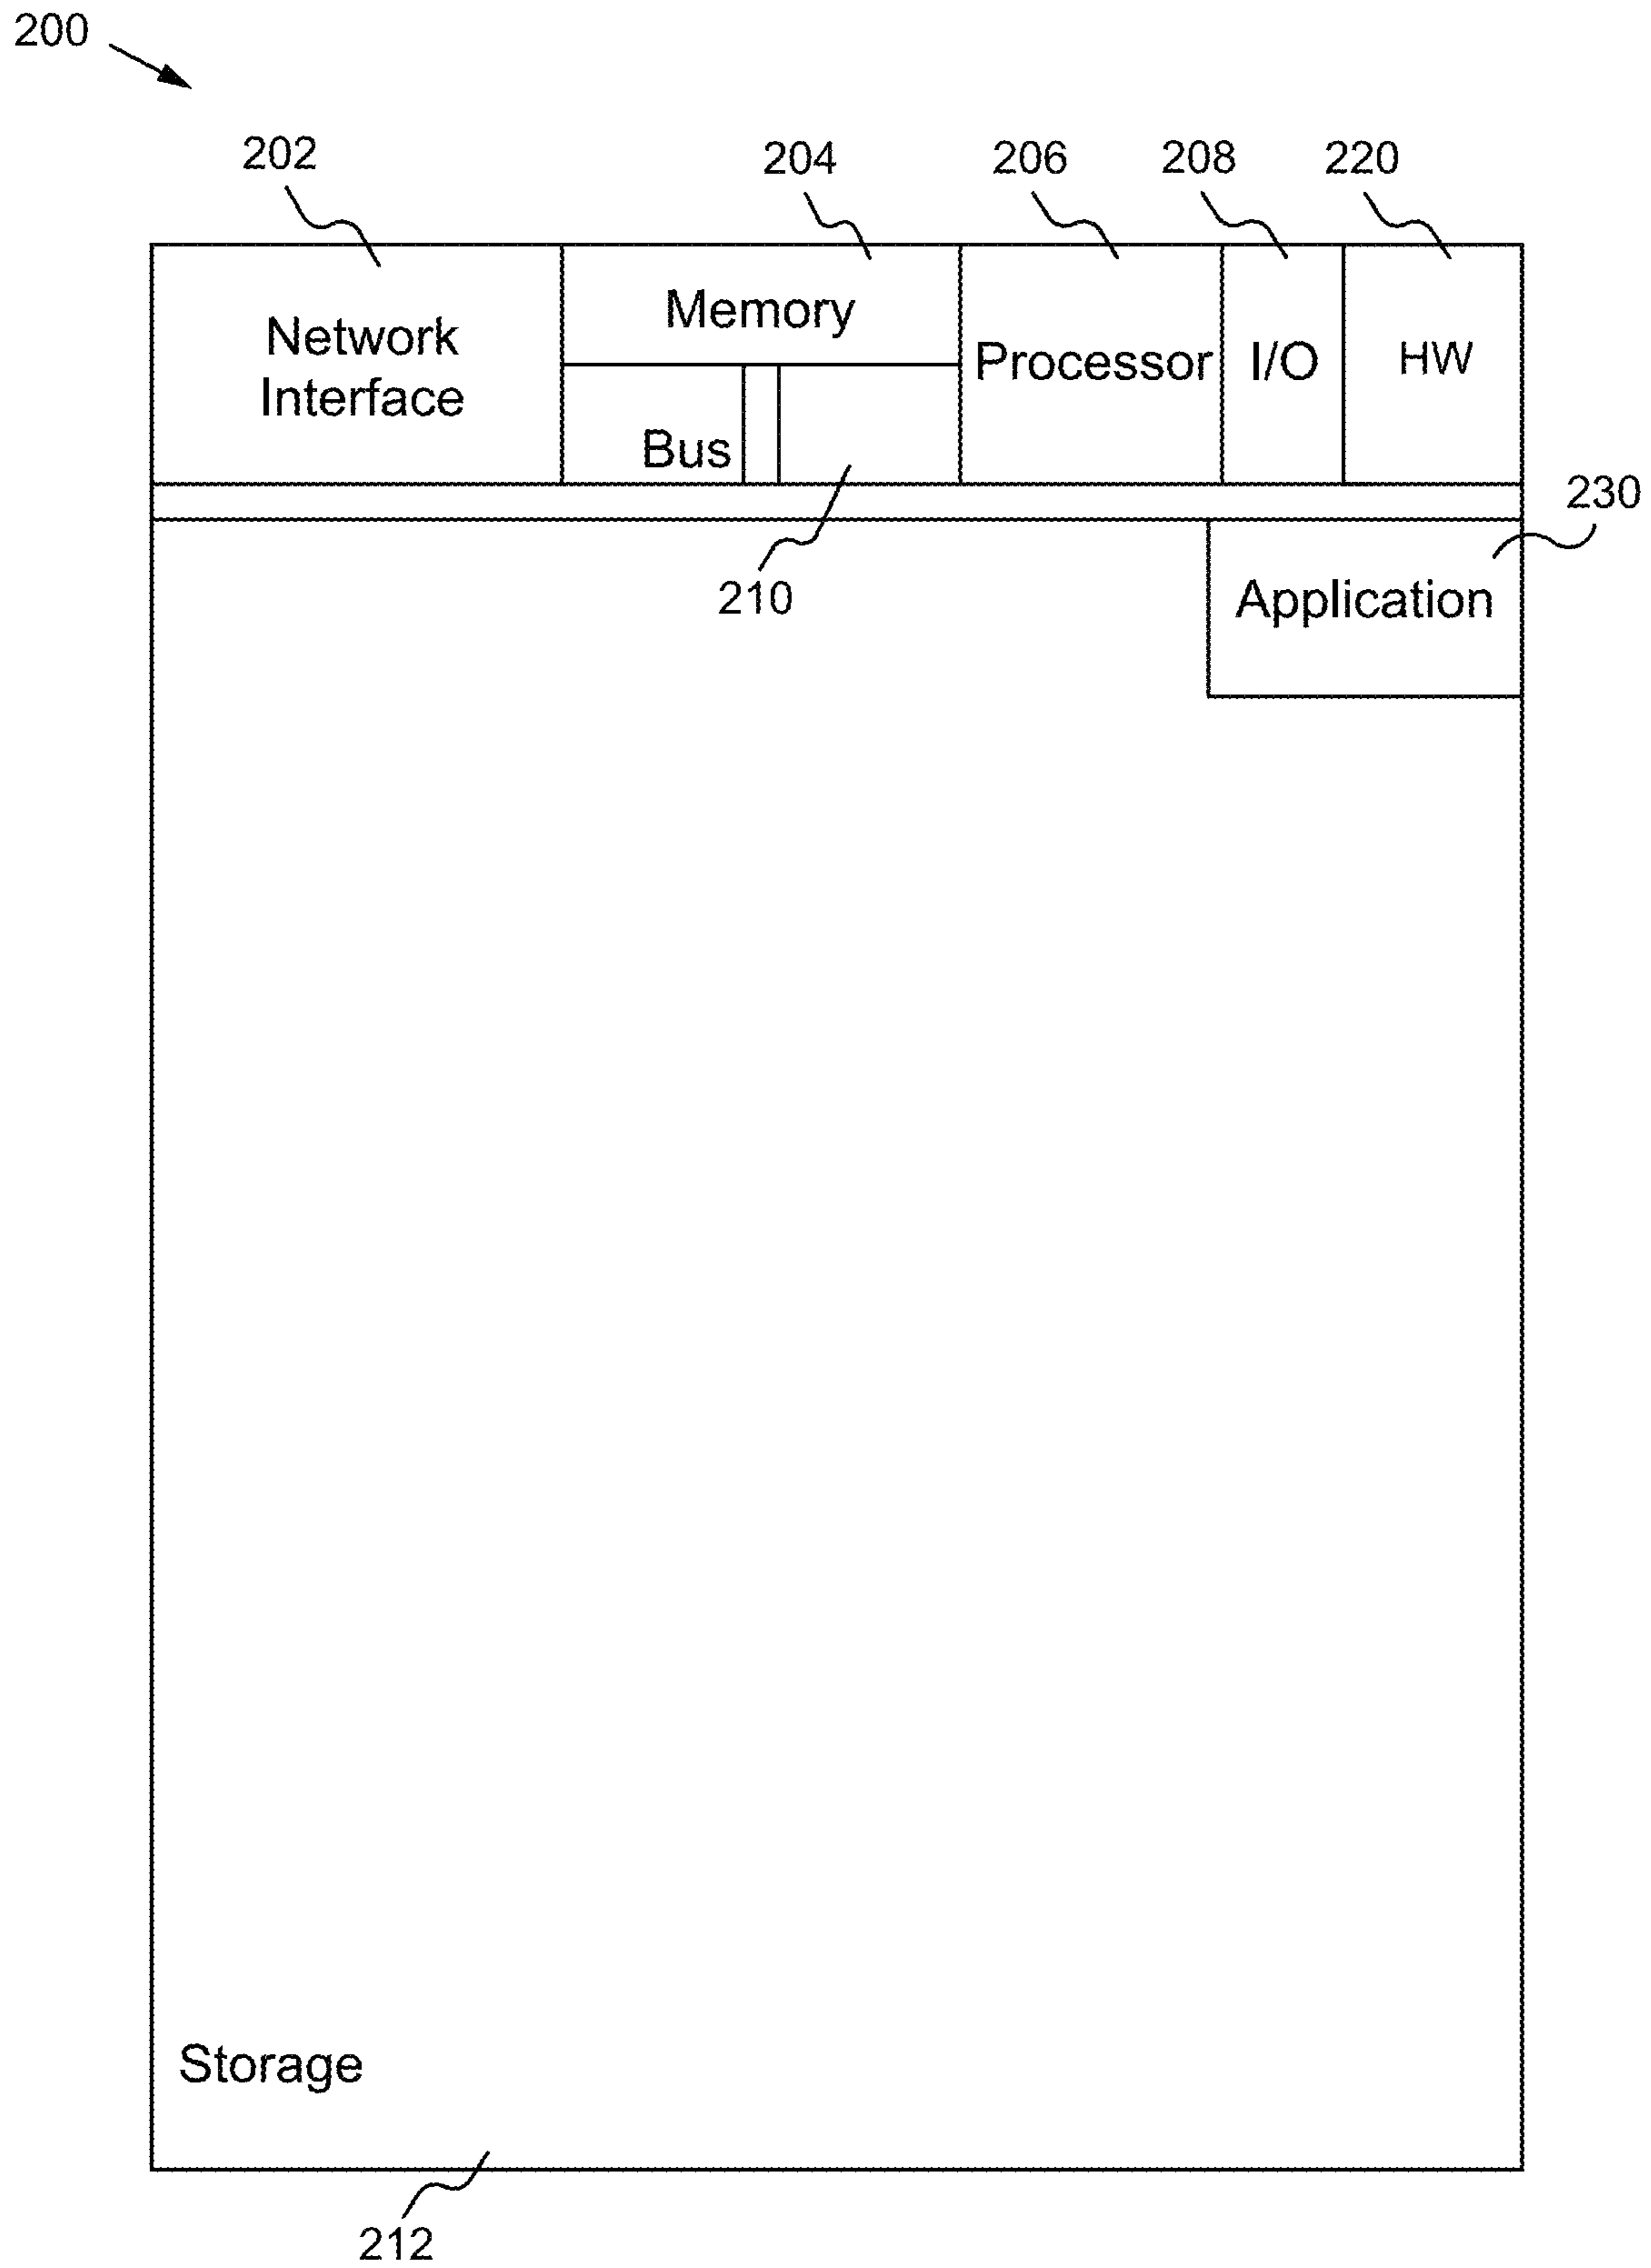 200
202
204
206
208
220
Network
Interface
Memory
Processor
I/O
HW
Bus
230
210
Application
Storage
212